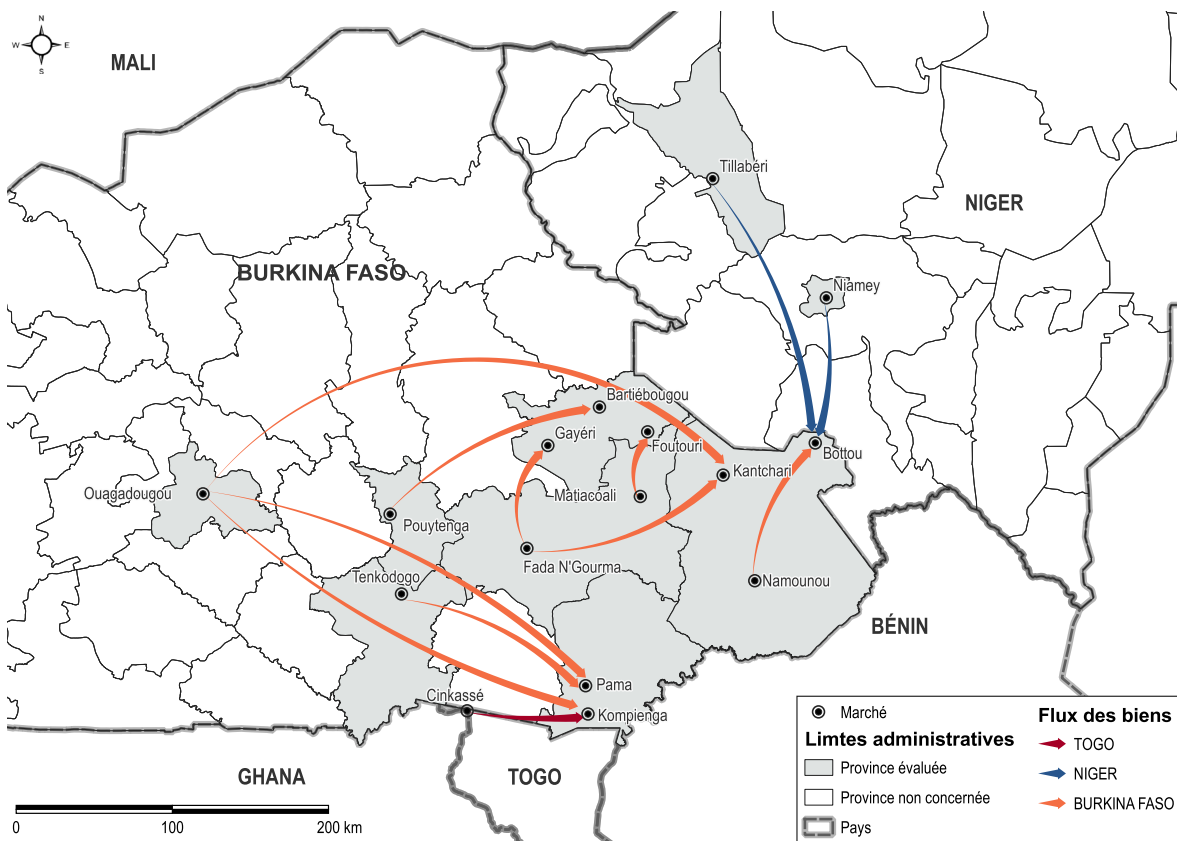 N
W E
S
MALI
Tillabéri
NIGER
BURKINA FASO
Niamey
Bartiébougou
Gayéri
Foutouri
Bottou
Kantchari
Ouagadougou
Matiacoali
Pouytenga
Fada N'Gourma
Tenkodogo
Namounou
BÉNIN
Pama
Cinkassé
Kompienga
GHANA
TOGO
0 100 200 km
Marché
Limtes administratives
Province évaluée
Province non concernée
Pays
Flux des biens
TOGO
NIGER
BURKINA FASO